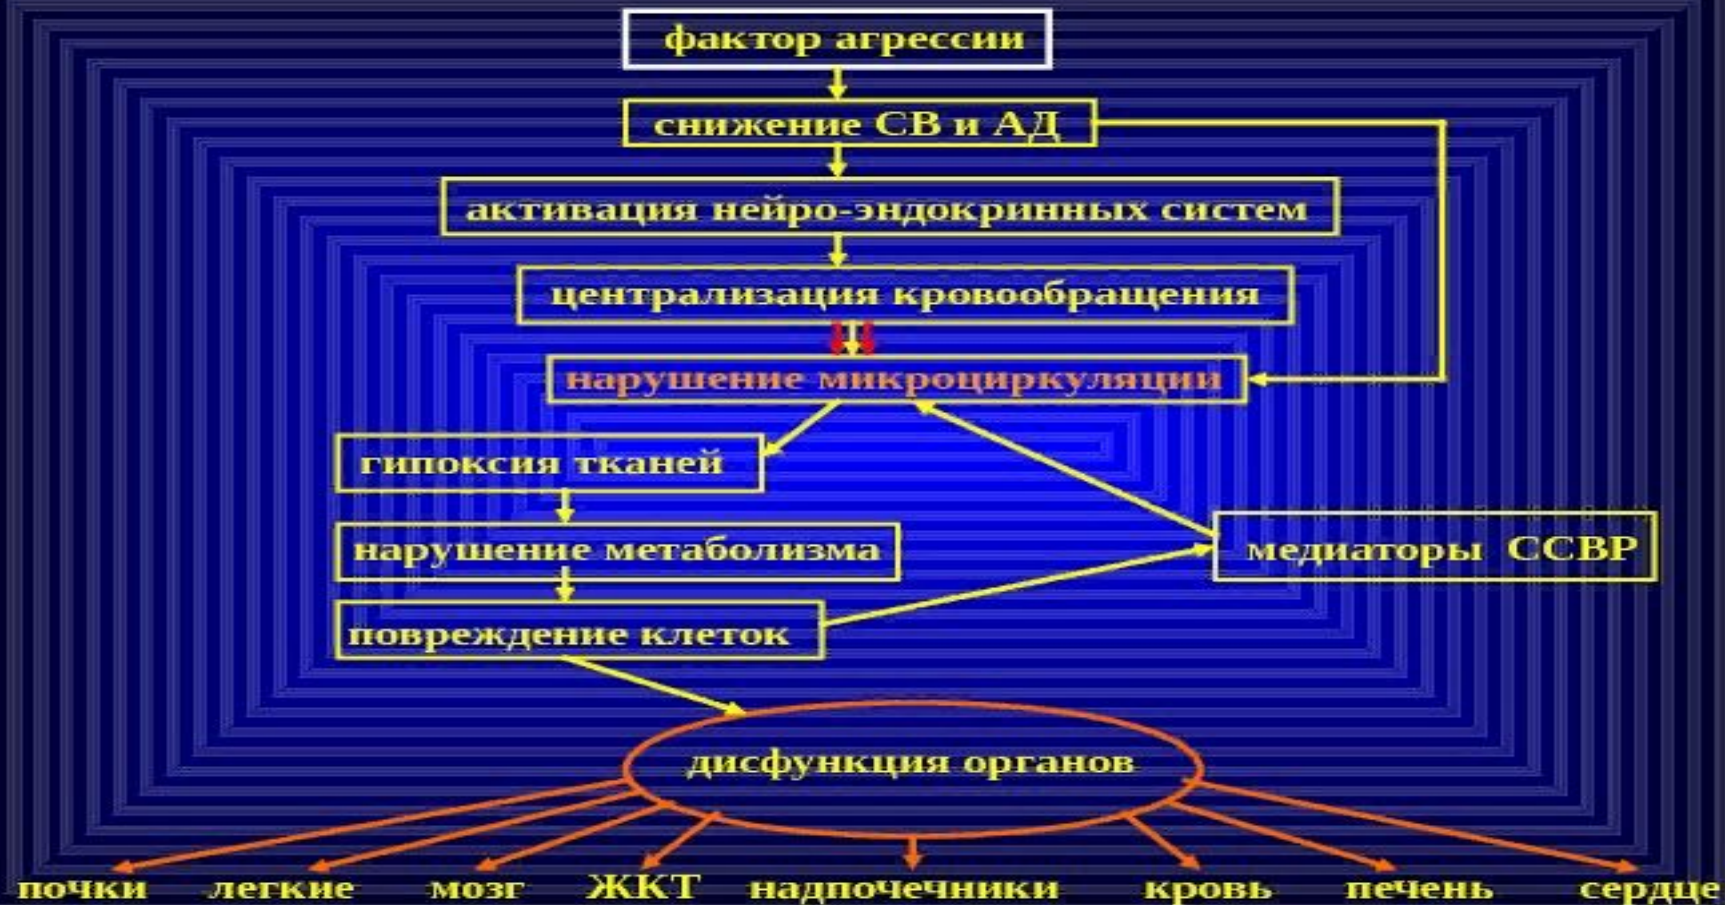 фактор агрессии
снижение СВ и АД
активация нейро-эндокринных систем
централизация кровообращения
нарушение микроциркуляции
гипоксия тканей
нарушение метаболизма
медиаторы ССВР
повреждение клеток
дисфункция органов
почки легкие мозг ЖКТ надпочечники кровь печень сердце